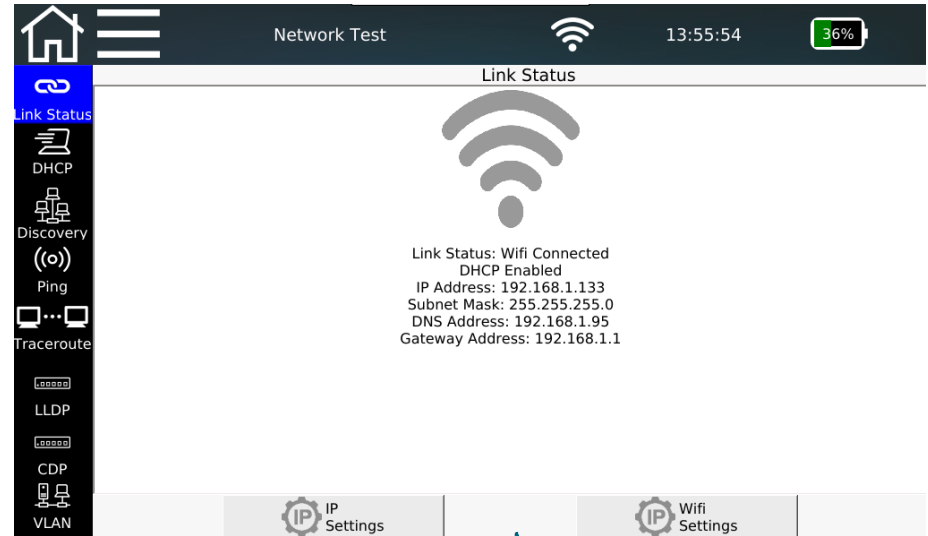 Network Test
13:55:54
36%
Link Status
Link Status
DHCP
Discovery
Ping
Traceroute
LLDP
CDP
VLAN
Link Status: Wifi Connected
DHCP Enabled
IP Address: 192.168.1.133
Subnet Mask: 255.255.255.0
DNS Address: 192.168.1.95
Gateway Address: 192.168.1.1
IP
IP
Settings
IP
Wifi
Settings